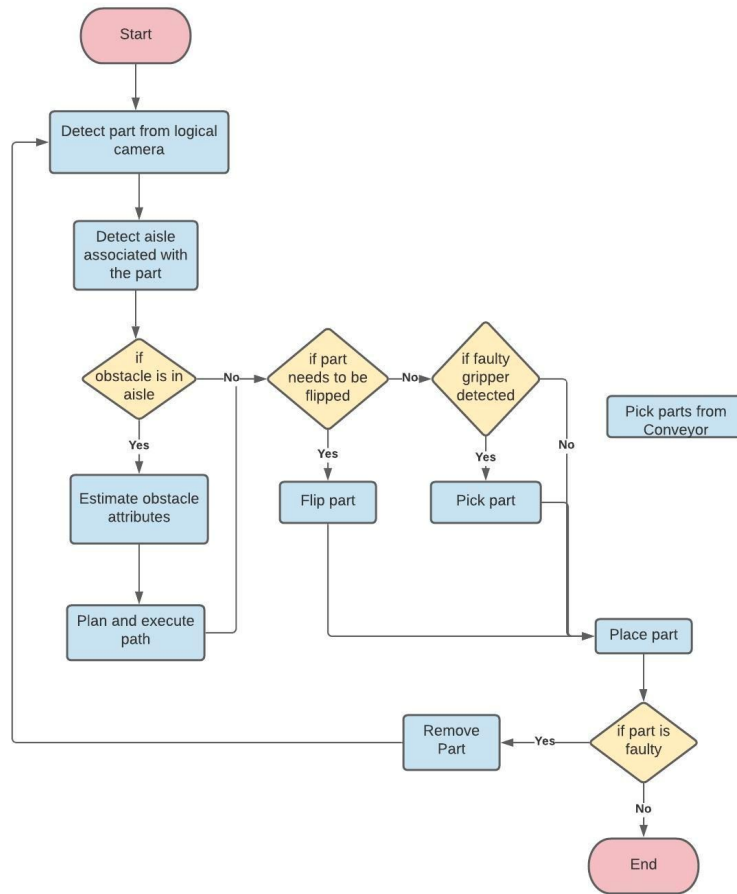 Start
Detect part from logical
camera
Detect aisle
associated with
the part
if
obstacle is in
aisle
No
if part
needs to be
flipped
No
if faulty
gripper
detected
No
Pick parts from
Conveyor
Yes
Yes
Yes
Estimate obstacle
attributes
Flip part
Pick part
Plan and execute
path
Place part
Remove
Part
Yes
if part is
faulty
No
End